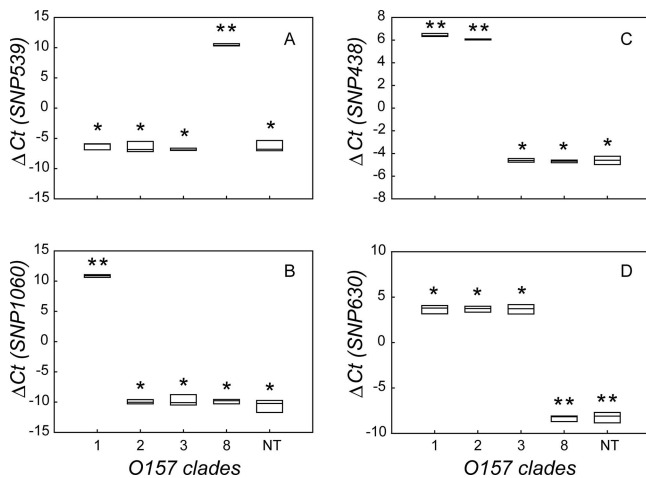 A
ΔCt (SNP539)
15
10
5
0
-5
-10
-15
* * * ** *
C
ΔCt (SNP438)
8
6
4
2
0
-2
-4
-6
-8
** ** * * *
B
ΔCt (SNP1060)
15
10
5
0
-5
-10
-15
** * * * *
1 2 3 8 NT
O157 clades
D
ΔCt (SNP630)
10
5
0
-5
-10
* * * ** **
1 2 3 8 NT
O157 clades